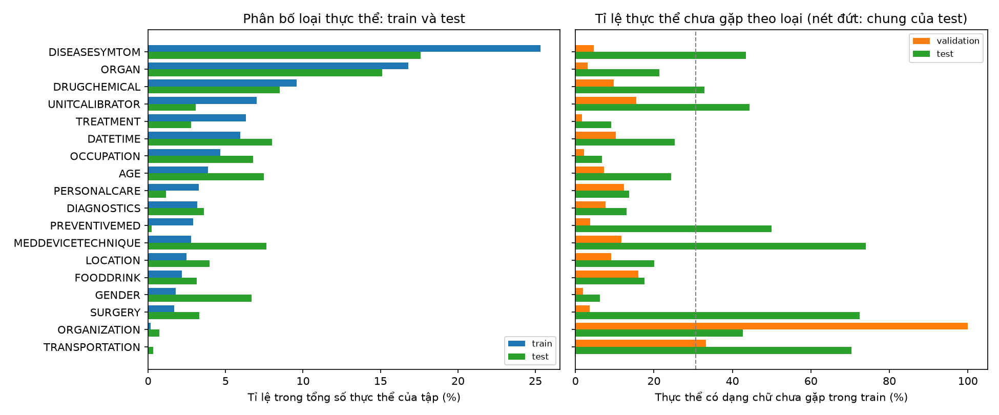 Phân bố loại thực thể: train và test
DISEASESYMTOM
ORGAN
DRUGCHEMICAL
UNITCALIBRATOR
TREATMENT
DATETIME
OCCUPATION
AGE
PERSONALCARE
DIAGNOSTICS
PREVENTIVEMED
MEDDEVICETECHNIQUE
LOCATION
FOODDRINK
GENDER
SURGERY
ORGANIZATION
TRANSPORTATION
train
test
0 5 10 15 20 25
Tỉ lệ trong tổng số thực thể của tập (%)
Tỉ lệ thực thể chưa gặp theo loại (nét đứt: chung của test)
validation
test
0 20 40 60 80 100
Thực thể có dạng chữ chưa gặp trong train (%)